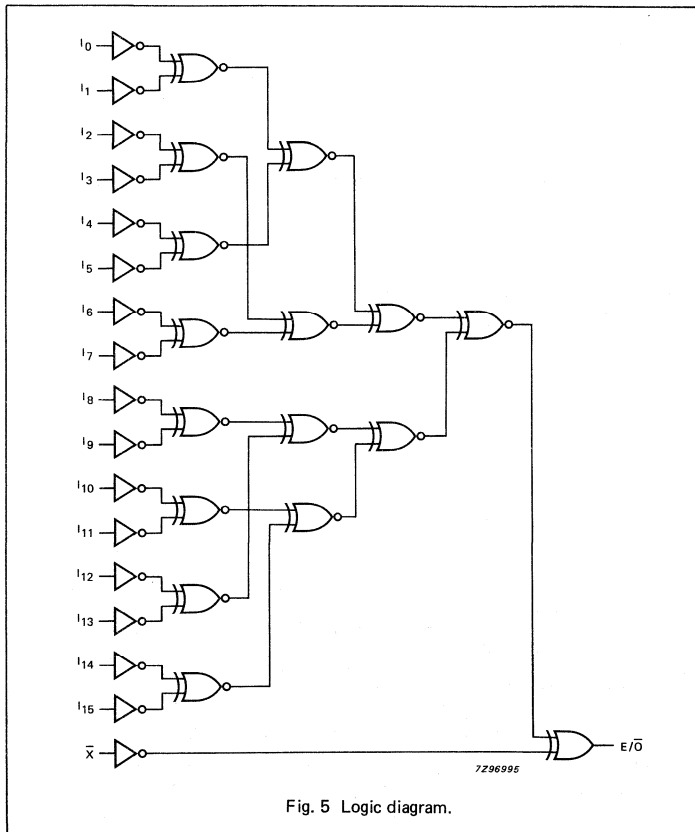 I0
I1
I2
I3
I4
I5
I6
I7
I8
I9
I10
I11
I12
I13
I14
I15
X̅
E/O̅
7Z96995
Fig. 5 Logic diagram.